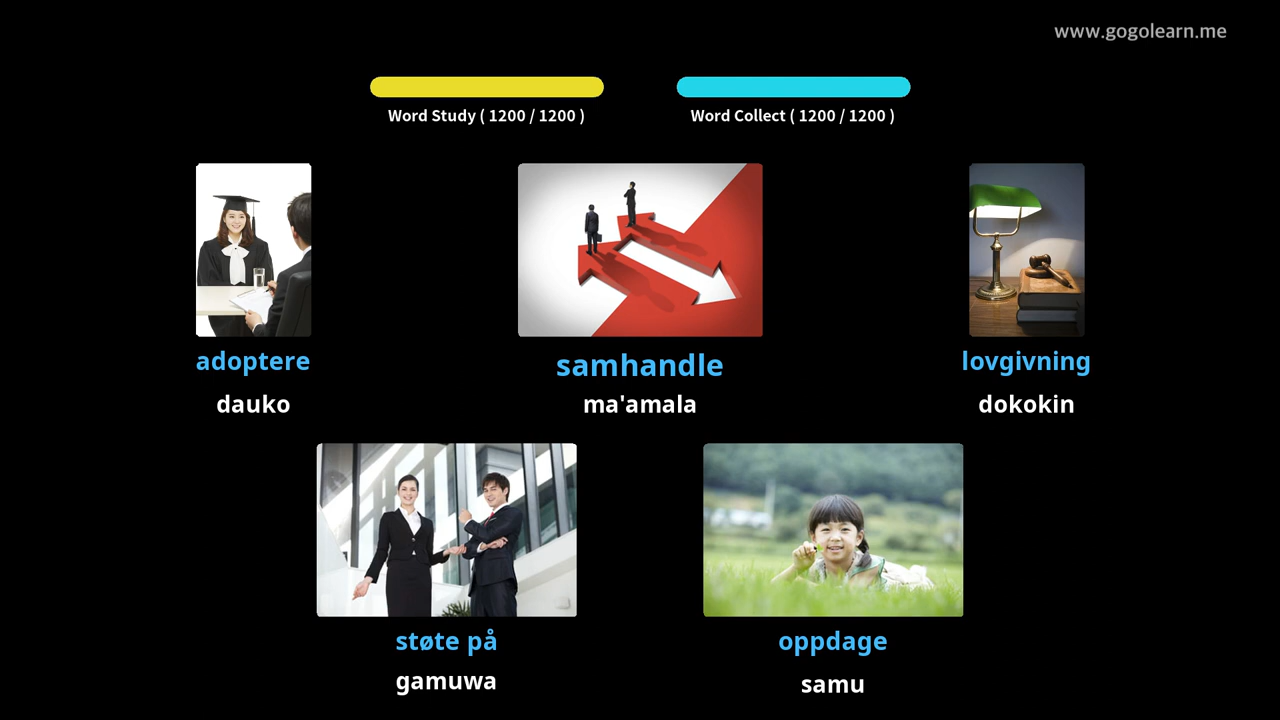 www.gogolearn.me
Word Study ( 1200 / 1200 )
Word Collect ( 1200 / 1200 )
adoptere
samhandle
lovgivning
dauko
ma'amala
dokokin
støte på
oppdage
gamuwa
samu